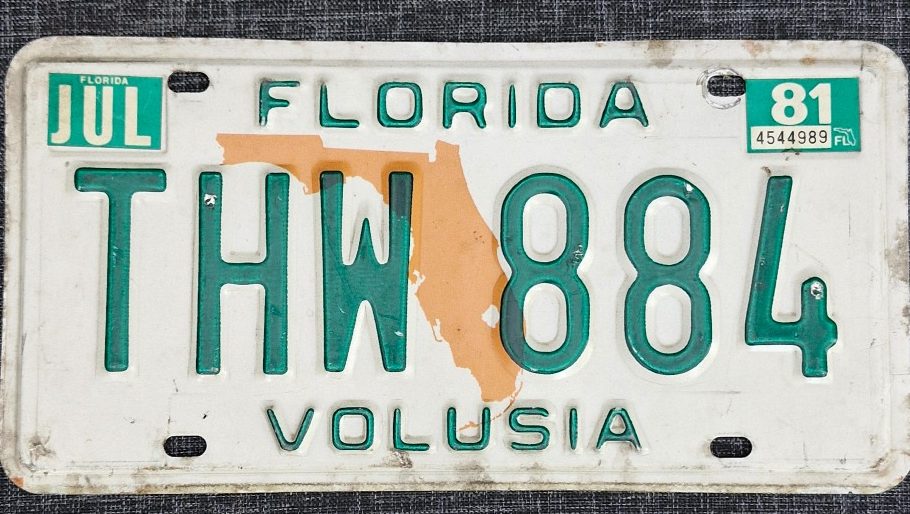 FLORIDA
JUL
FLORIDA
81
4544989 FL
THW 884
VOLUSIA